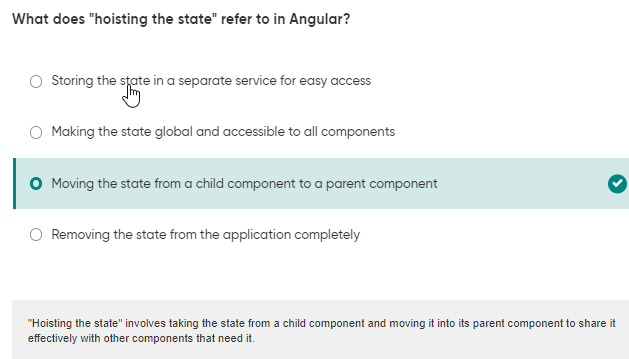 What does "hoisting the state" refer to in Angular?
Storing the state in a separate service for easy access
Making the state global and accessible to all components
Moving the state from a child component to a parent component
Removing the state from the application completely
"Hoisting the state" involves taking the state from a child component and moving it into its parent component to share it
effectively with other components that need it.